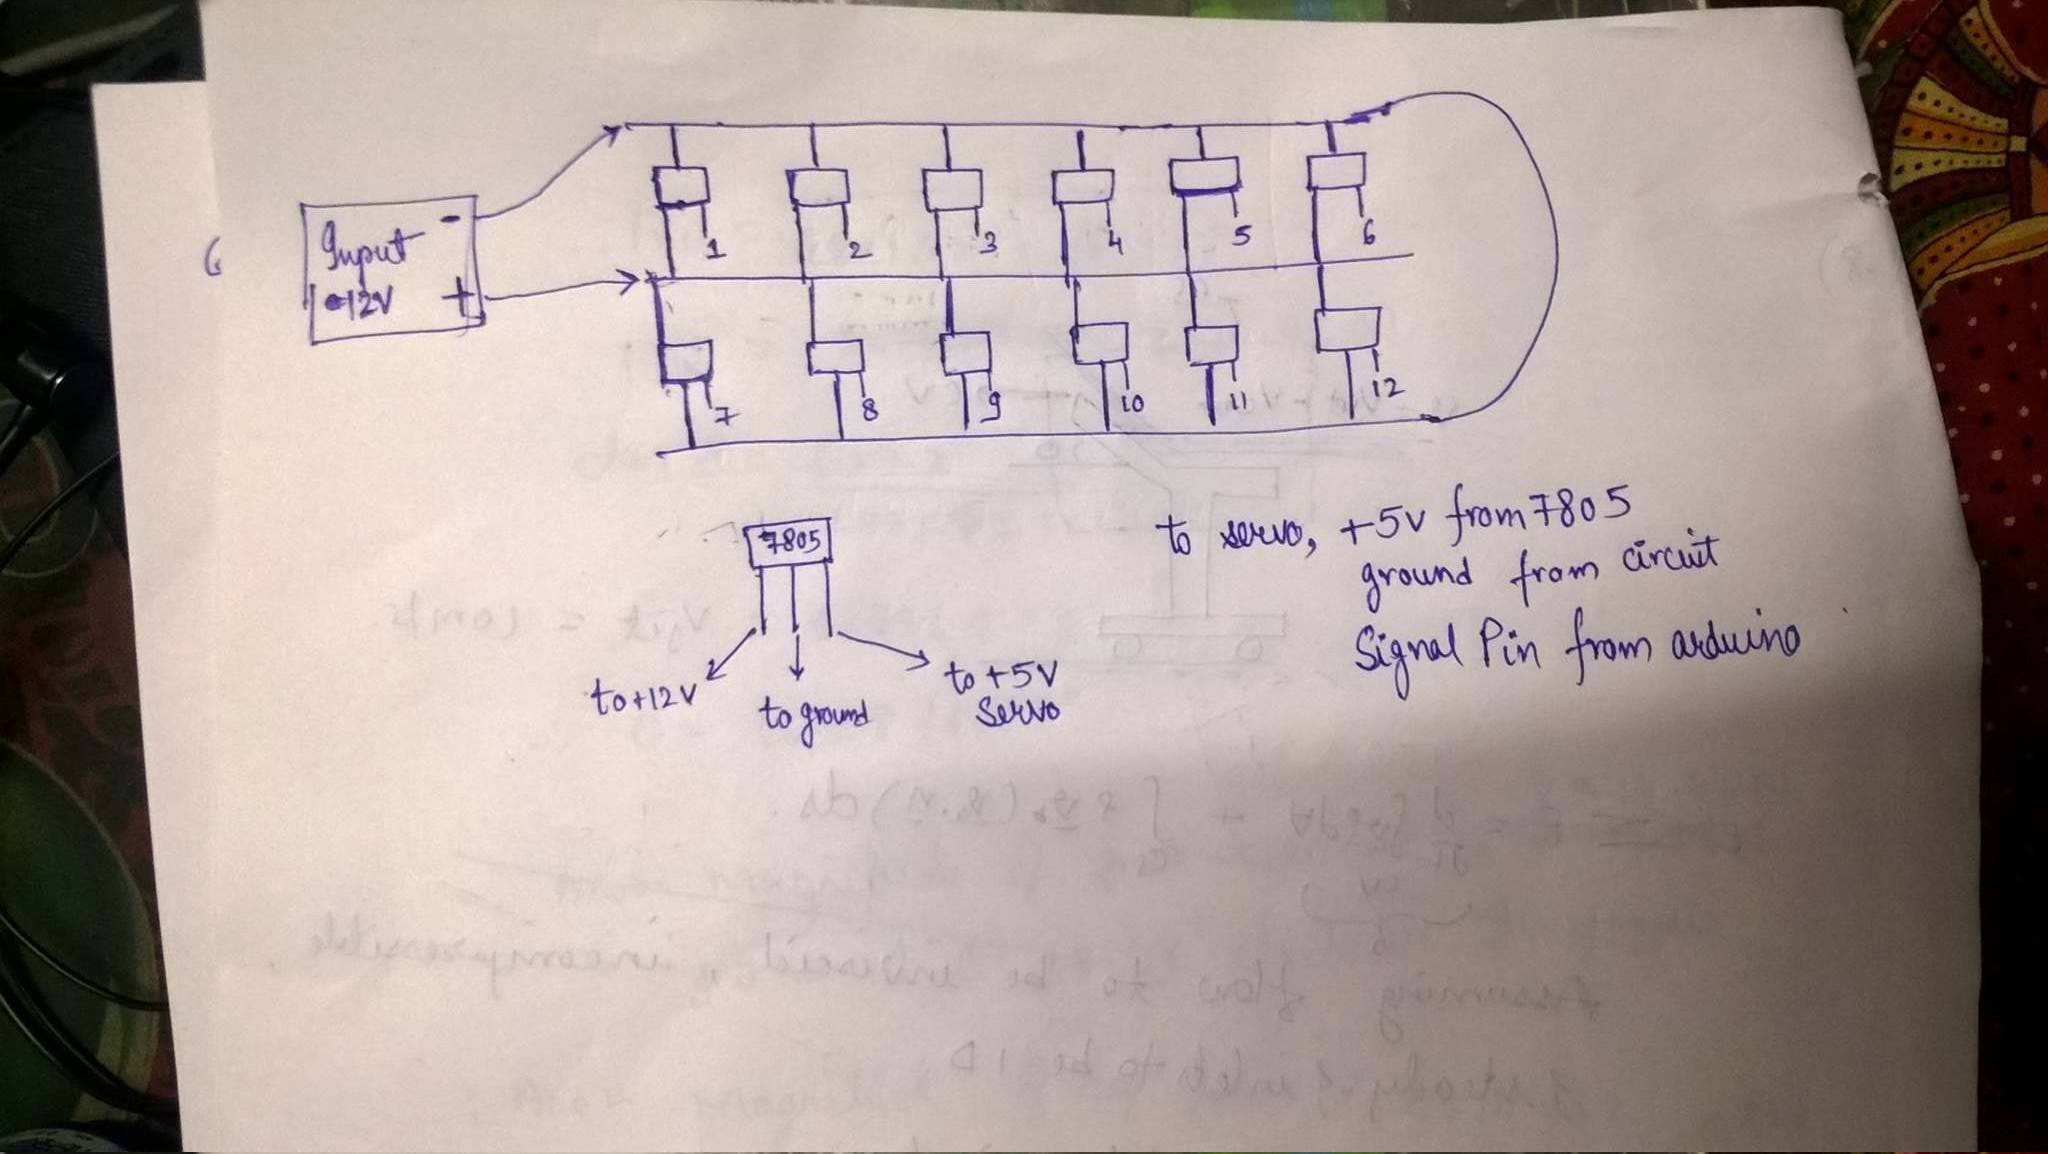 Input -
12V +
1 2 3 4 5 6
7 8 9 10 11 12
7805
to+12V
to ground
to +5V
Servo
to servo, +5v from 7805
ground from circuit
Signal Pin from arduino